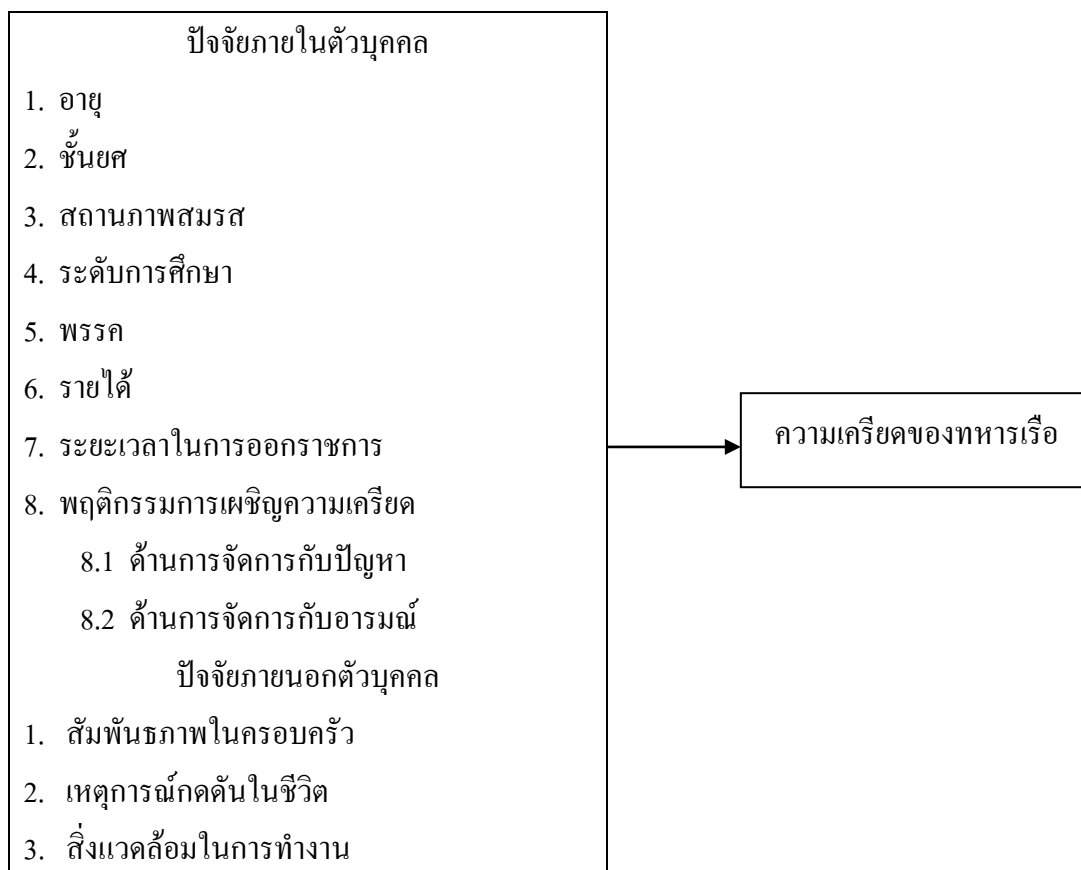 ปัจจัยภายในตัวบุคคล
1. อายุ
2. ชั้นยศ
3. สถานภาพสมรส
4. ระดับการศึกษา
5. พรรค
6. รายได้
7. ระยะเวลาในการออกราชการ
8. พฤติกรรมการเผชิญความเครียด
8.1 ด้านการจัดการกับปัญหา
8.2 ด้านการจัดการกับอารมณ์
ปัจจัยภายนอกตัวบุคคล
1. สัมพันธภาพในครอบครัว
2. เหตุการณ์กดดันในชีวิต
3. สิ่งแวดล้อมในการทำงาน
ความเครียดของทหารเรือ